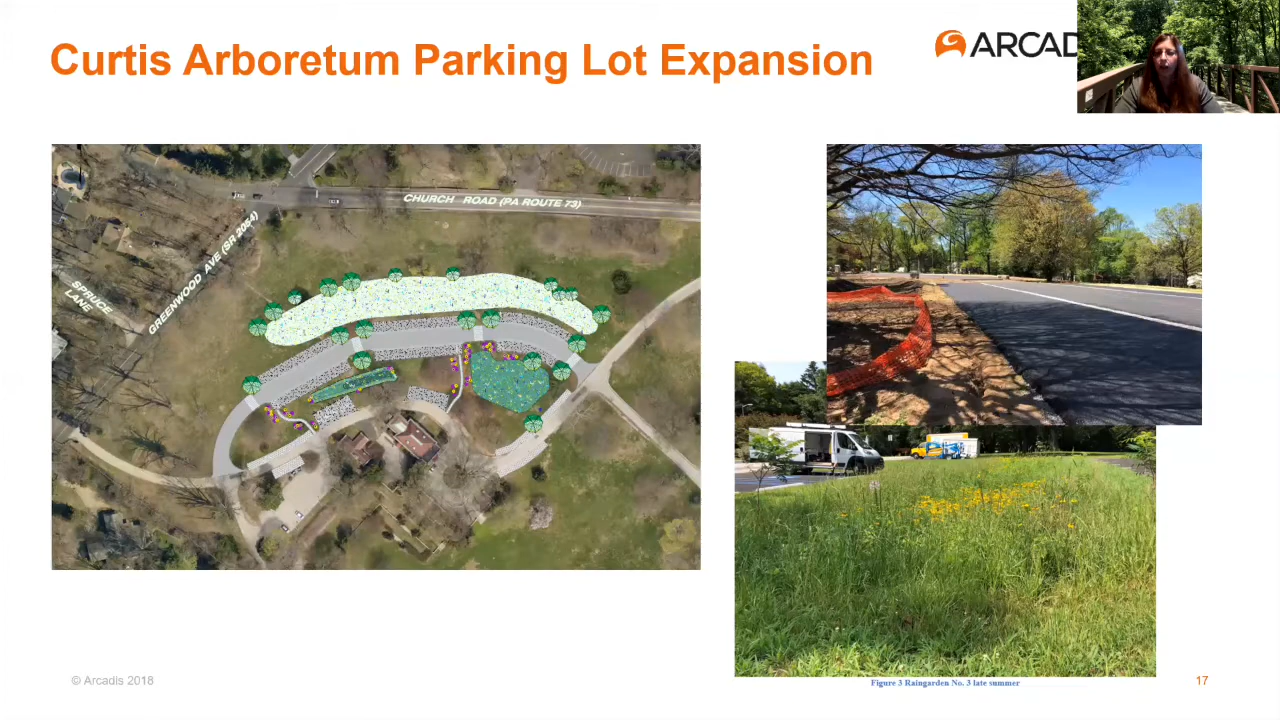 Curtis Arboretum Parking Lot Expansion
ARCAD
CHURCH ROAD (PA ROUTE 73)
GREENWOOD AVE (SR 2054)
SPRUCE
LANE
Figure 3 Raingarden No. 3 late summer
© Arcadis 2018
17